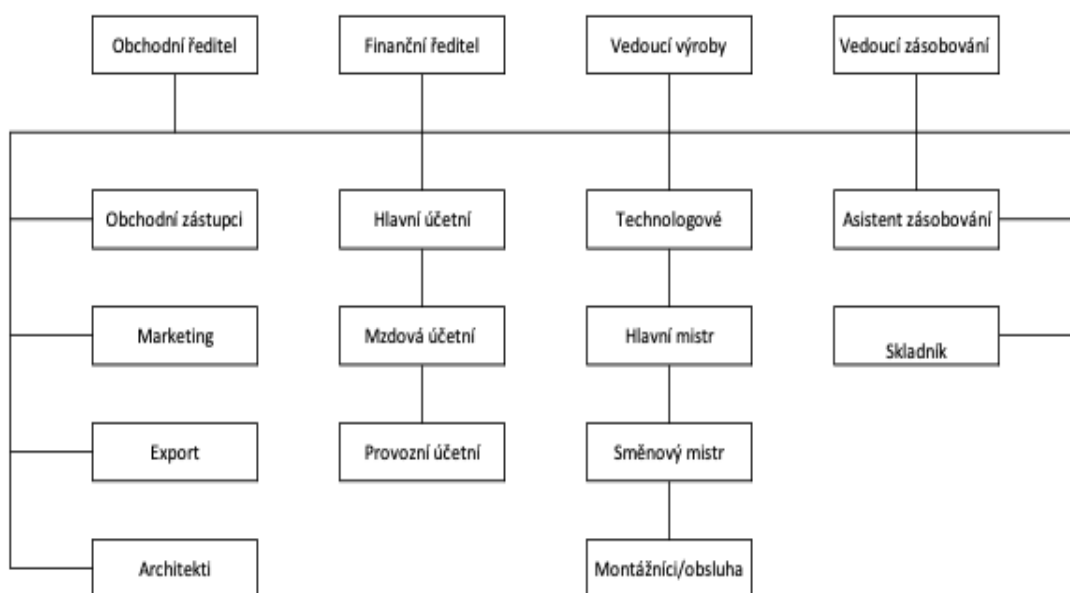 Obchodní ředitel
Finanční ředitel
Vedoucí výroby
Vedoucí zásobování
Obchodní zástupci
Hlavní účetní
Technologové
Asistent zásobování
Marketing
Mzdová účetní
Hlavní mistr
Skladník
Export
Provozní účetní
Směnový mistr
Architekti
Montážníci/obsluha